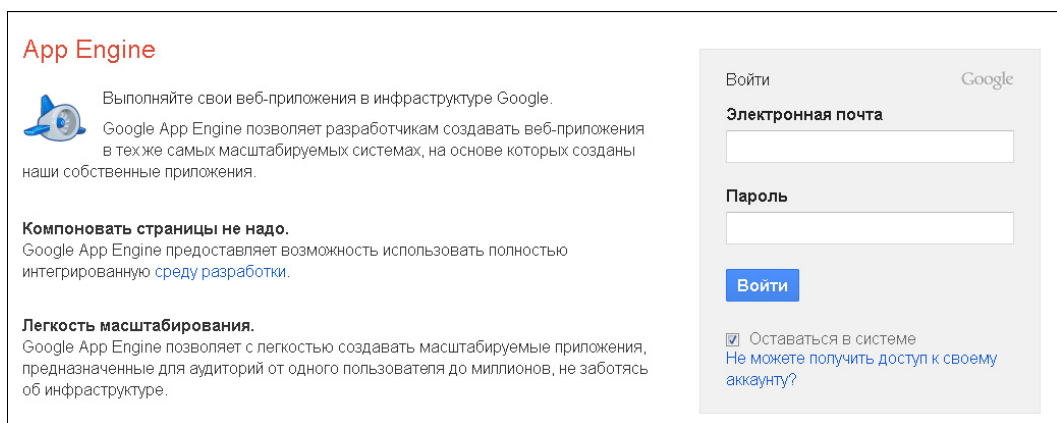 App Engine
Выполняйте свои веб-приложения в инфраструктуре Google.
Google App Engine позволяет разработчикам создавать веб-приложения
в тех же самых масштабируемых системах, на основе которых созданы
наши собственные приложения.
Компоновать страницы не надо.
Google App Engine предоставляет возможность использовать полностью
интегрированную среду разработки.
Легкость масштабирования.
Google App Engine позволяет с легкостью создавать масштабируемые приложения,
предназначенные для аудиторий от одного пользователя до миллионов, не заботясь
об инфраструктуре.
Войти Google
Электронная почта
Пароль
Войти
Оставаться в системе
Не можете получить доступ к своему
аккаунту?